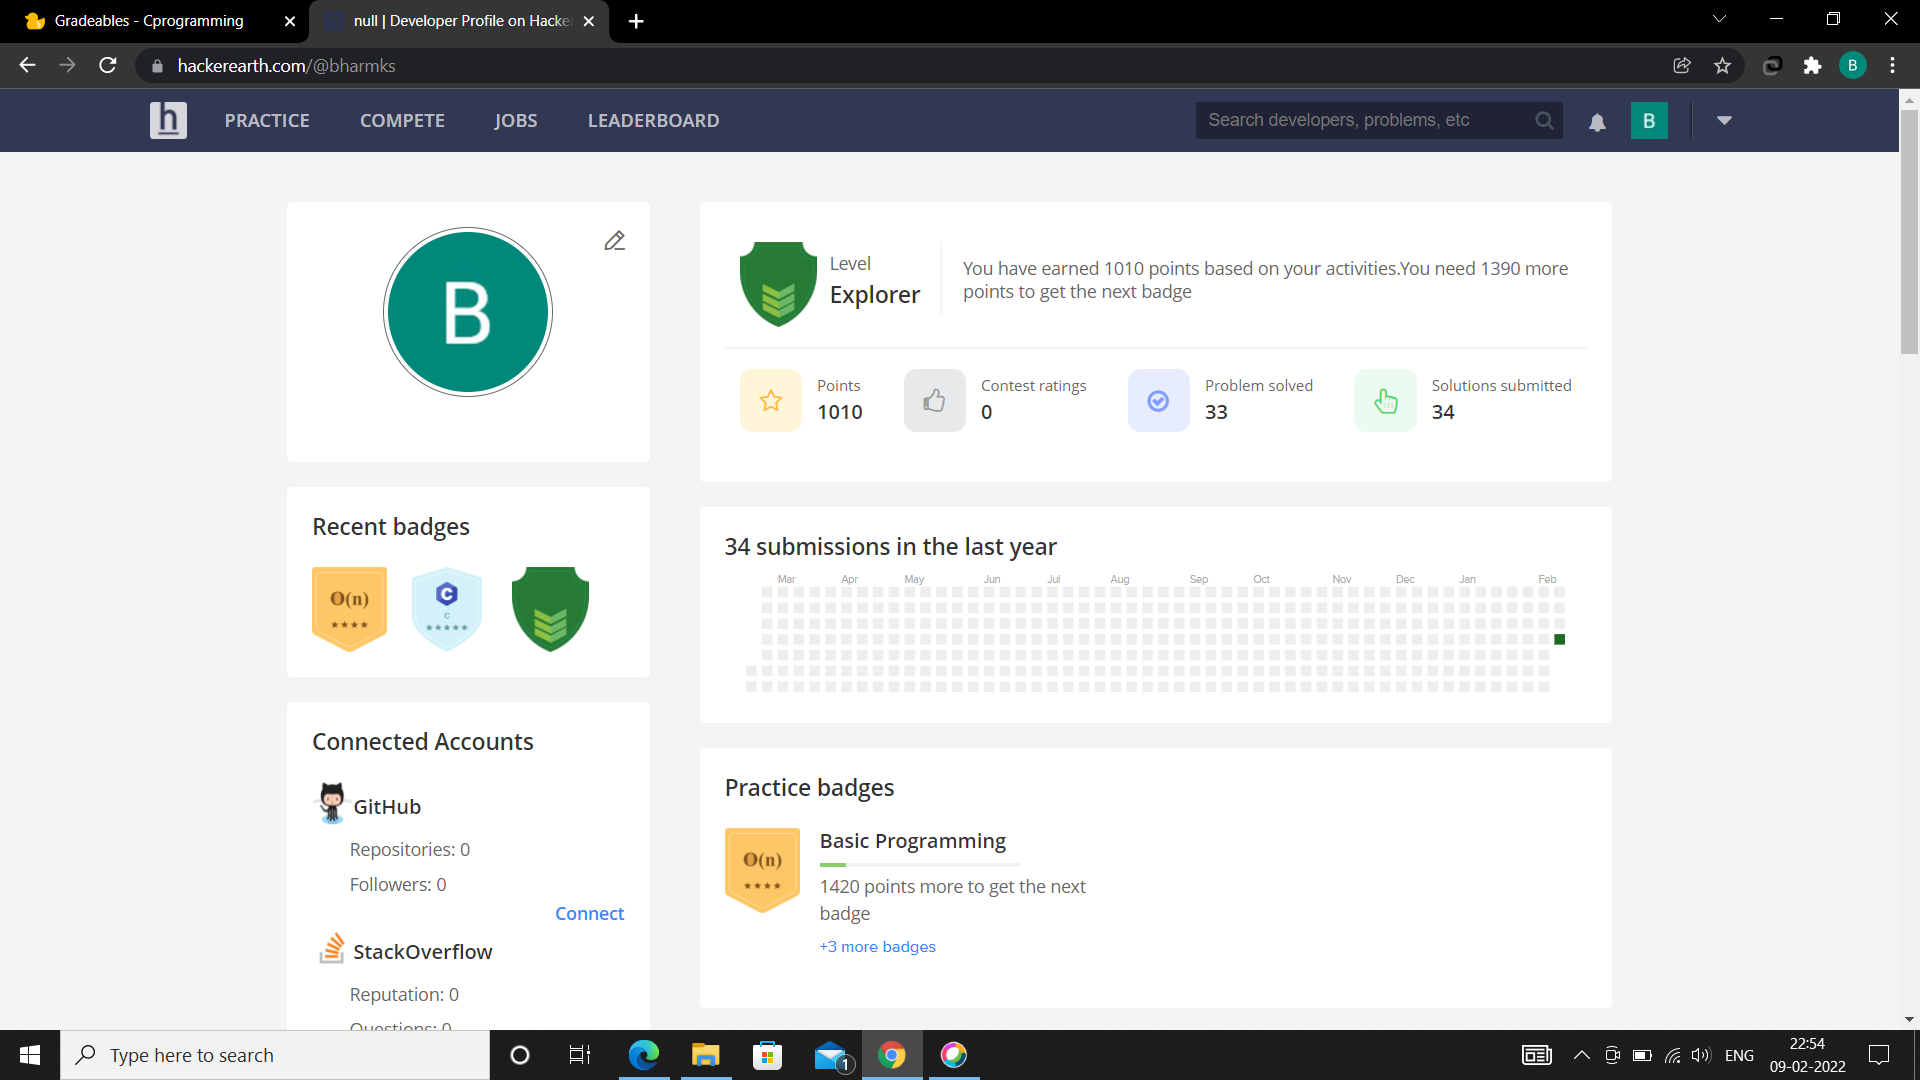 Gradeables - Cprogramming
null | Developer Profile on Hacke
hackerearth.com/@bharmks
B
h
PRACTICE
COMPETE
JOBS
LEADERBOARD
Search developers, problems, etc
B
B
Level
Explorer
You have earned 1010 points based on your activities.You need 1390 more
points to get the next badge
Points
1010
Contest ratings
0
Problem solved
33
Solutions submitted
34
Recent badges
O(n)
C
C
34 submissions in the last year
Mar Apr May Jun Jul Aug Sep Oct Nov Dec Jan Feb
Connected Accounts
GitHub
Repositories: 0
Followers: 0
Connect
StackOverflow
Reputation: 0
Questions: 0
Practice badges
O(n)
Basic Programming
1420 points more to get the next
badge
+3 more badges
Type here to search
1
ENG
22:54
09-02-2022